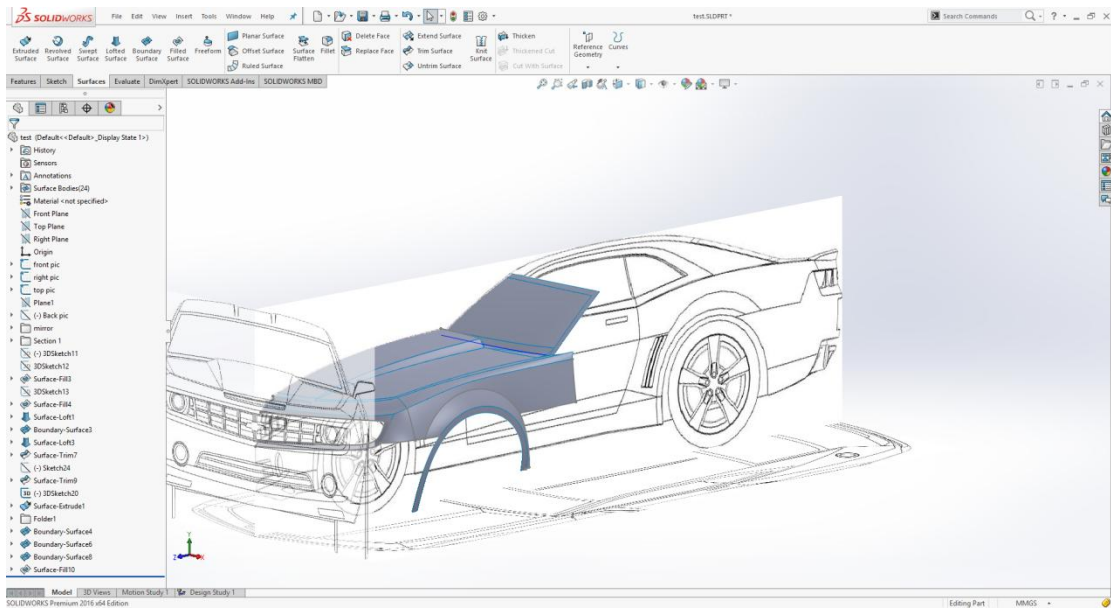 SOLIDWORKS File Edit View Insert Tools Window Help test.SLDPRT * Search Commands
Extruded Surface
Revolved Surface
Swept Surface
Lofted Surface
Boundary Surface
Filled Surface
Freeform
Planar Surface
Offset Surface
Ruled Surface
Surface Flatten
Fillet
Delete Face
Replace Face
Extend Surface
Trim Surface
Untrim Surface
Knit Surface
Thicken
Thickened Cut
Cut With Surface
Reference Geometry
Curves
Features Sketch Surfaces Evaluate DimXpert SOLIDWORKS Add-Ins SOLIDWORKS MBD
test (Default<<Default>_Display State 1>)
History
Sensors
Annotations
Surface Bodies(24)
Material <not specified>
Front Plane
Top Plane
Right Plane
Origin
front pic
right pic
top pic
Plane1
(-) Back pic
mirror
Section 1
(-) 3DSketch11
3DSketch12
Surface-Fill3
3DSketch13
Surface-Fill4
Surface-Loft1
Boundary-Surface3
Surface-Loft3
Surface-Trim7
(-) Sketch24
Surface-Trim9
(-) 3DSketch20
Surface-Extrude1
Folder1
Boundary-Surface4
Boundary-Surface6
Boundary-Surface8
Surface-Fill10
Y
Z
X
Model 3D Views Motion Study 1 Design Study 1
SOLIDWORKS Premium 2016 x64 Edition Editing Part MMGS